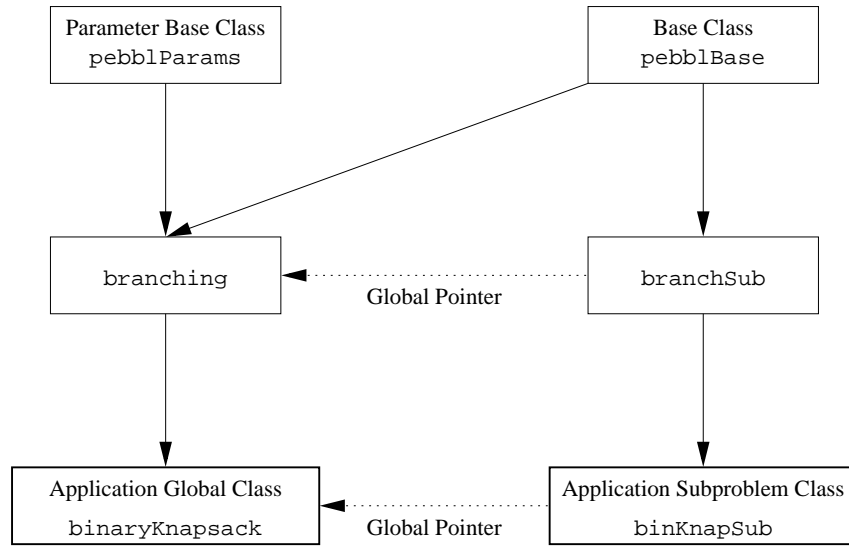 Parameter Base Class
pebblParams
Base Class
pebblBase
branching
Global Pointer
branchSub
Application Global Class
binaryKnapsack
Global Pointer
Application Subproblem Class
binKnapSub